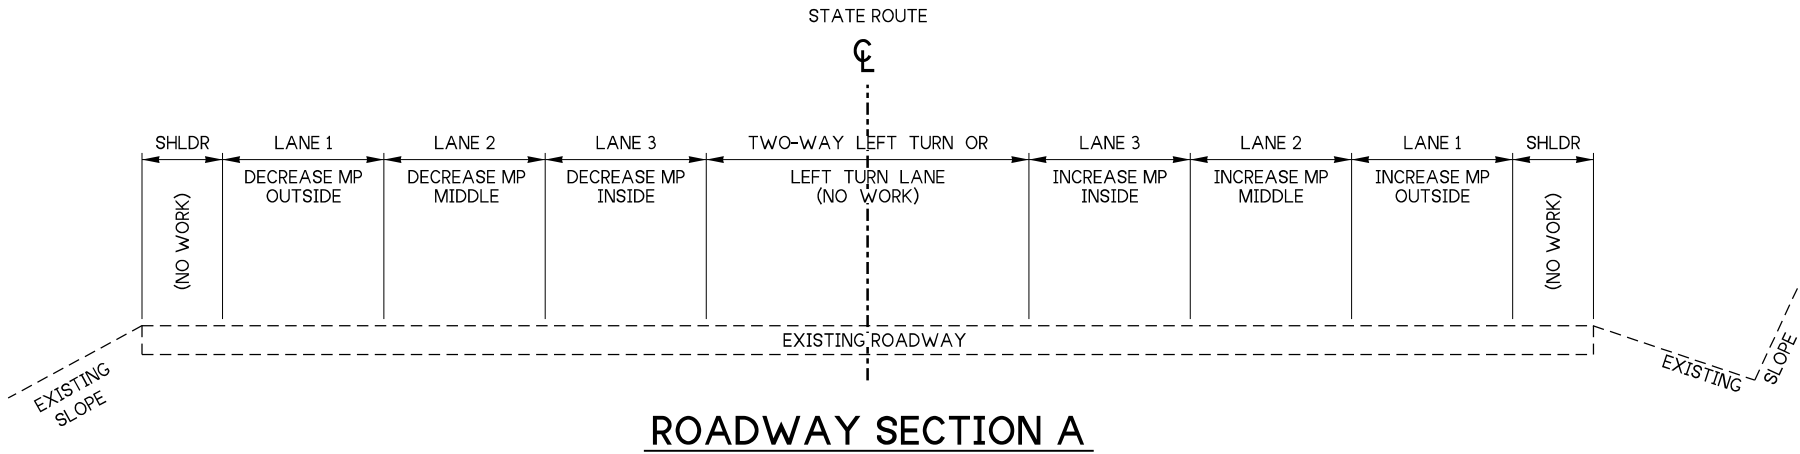 STATE ROUTE
℄
SHLDR
LANE 1
LANE 2
LANE 3
TWO-WAY LEFT TURN OR
LANE 3
LANE 2
LANE 1
SHLDR
DECREASE MP
OUTSIDE
DECREASE MP
MIDDLE
DECREASE MP
INSIDE
LEFT TURN LANE
(NO WORK)
INCREASE MP
INSIDE
INCREASE MP
MIDDLE
INCREASE MP
OUTSIDE
(NO WORK)
(NO WORK)
EXISTING ROADWAY
EXISTING
SLOPE
EXISTING
SLOPE
ROADWAY SECTION A